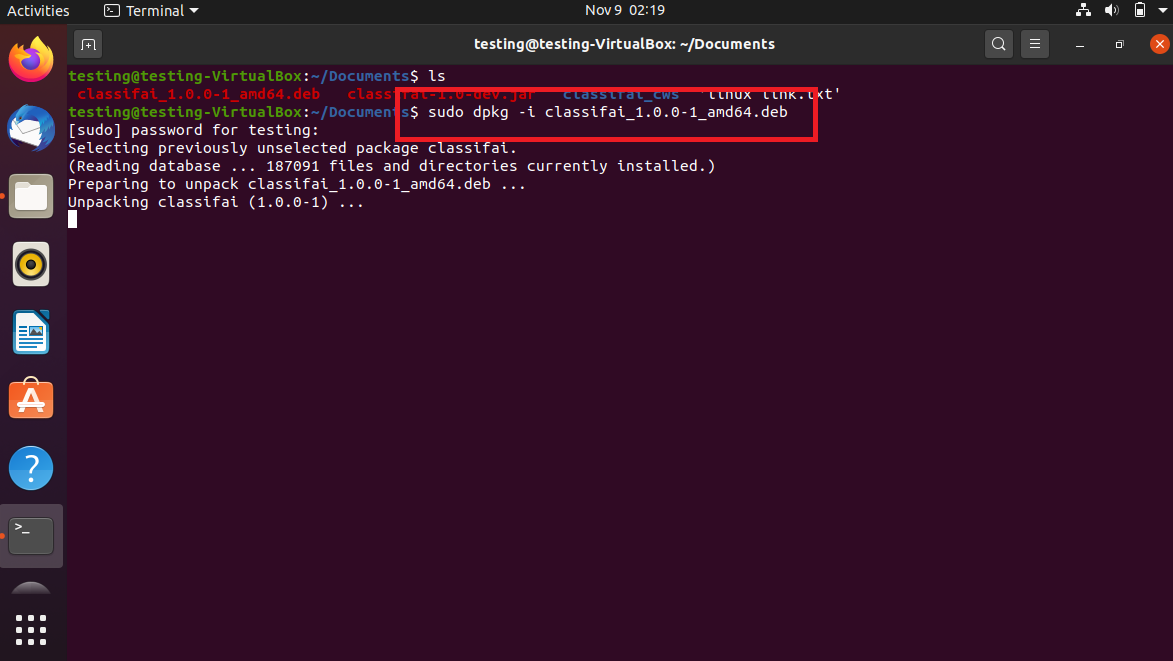 Activities Terminal Nov 9 02:19
testing@testing-VirtualBox: ~/Documents
testing@testing-VirtualBox:~/Documents$ ls
classifai_1.0.0-1_amd64.deb classifai-1.0-dev.jar classifai_cws 'linux link.txt'
testing@testing-VirtualBox:~/Documents$ sudo dpkg -i classifai_1.0.0-1_amd64.deb
[sudo] password for testing:
Selecting previously unselected package classifai.
(Reading database ... 187091 files and directories currently installed.)
Preparing to unpack classifai_1.0.0-1_amd64.deb ...
Unpacking classifai (1.0.0-1) ...